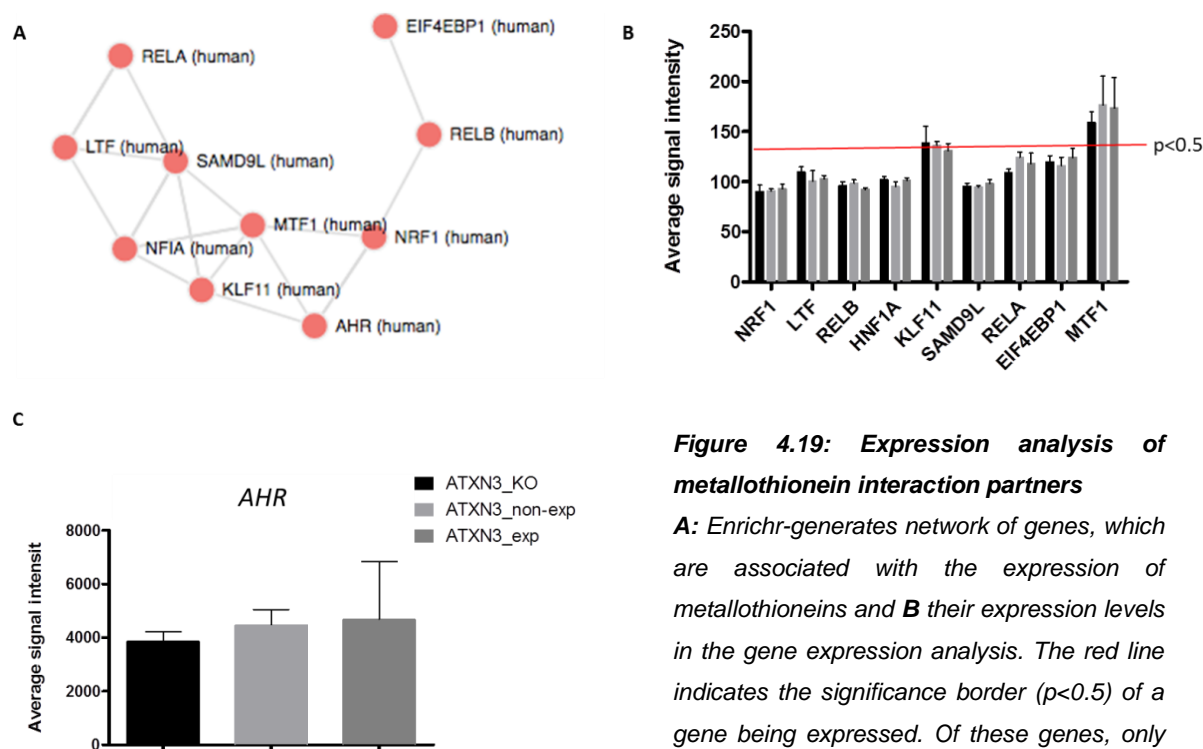 A
EIF4EBP1 (human)
RELA (human)
RELB (human)
LTF (human)
SAMD9L (human)
MTF1 (human)
NRF1 (human)
NFIA (human)
KLF11 (human)
AHR (human)
B
Average signal intensity
250
200
150
100
50
0
p<0.5
NRF1
LTF
RELB
HNF1A
KLF11
SAMD9L
RELA
EIF4EBP1
MTF1
C
AHR
ATXN3_KO
ATXN3_non-exp
ATXN3_exp
Average signal intensit
8000
6000
4000
2000
0
Figure 4.19: Expression analysis of
metallothionein interaction partners
A: Enrichr-generates network of genes, which
are associated with the expression of
metallothioneins and B their expression levels
in the gene expression analysis. The red line
indicates the significance border (p<0.5) of a
gene being expressed. Of these genes, only